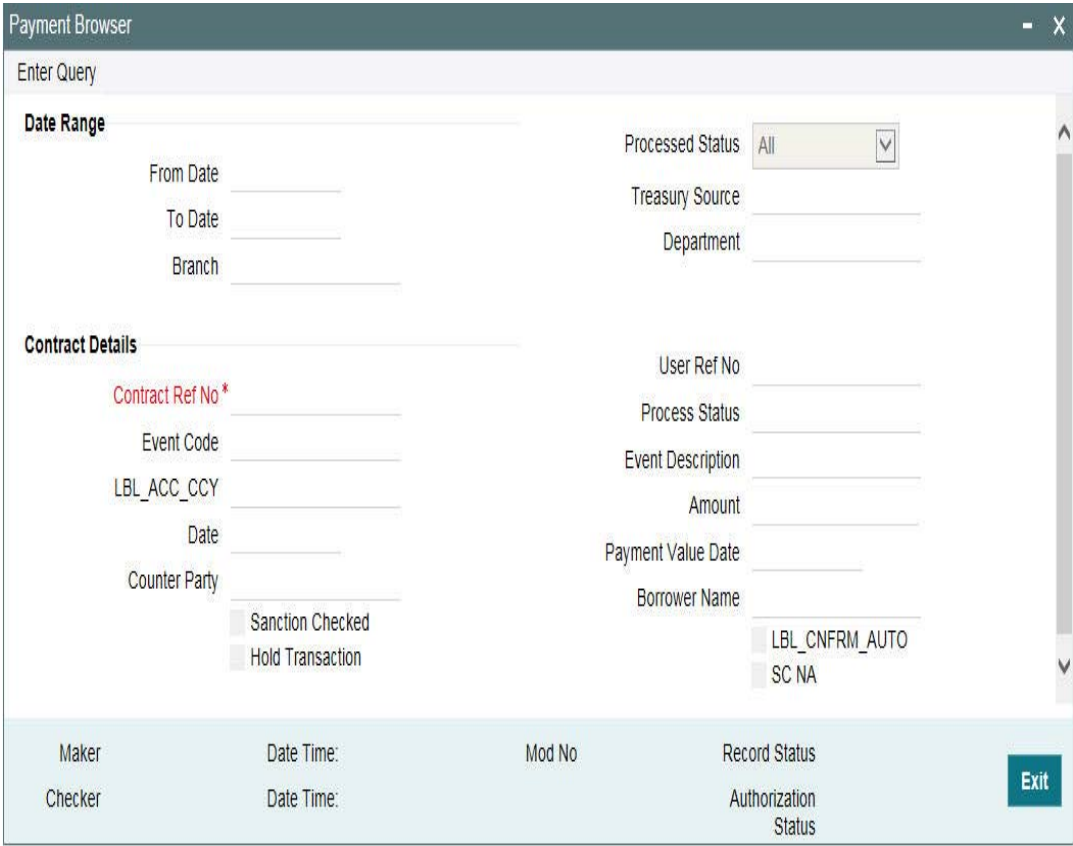 Payment Browser
- X
Enter Query
Date Range
From Date
To Date
Branch
Processed Status All
Treasury Source
Department
Contract Details
Contract Ref No *
Event Code
LBL_ACC_CCY
Date
Counter Party
Sanction Checked
Hold Transaction
User Ref No
Process Status
Event Description
Amount
Payment Value Date
Borrower Name
LBL_CNFRM_AUTO
SC NA
Maker Date Time: Mod No Record Status
Checker Date Time: Authorization
Status
Exit